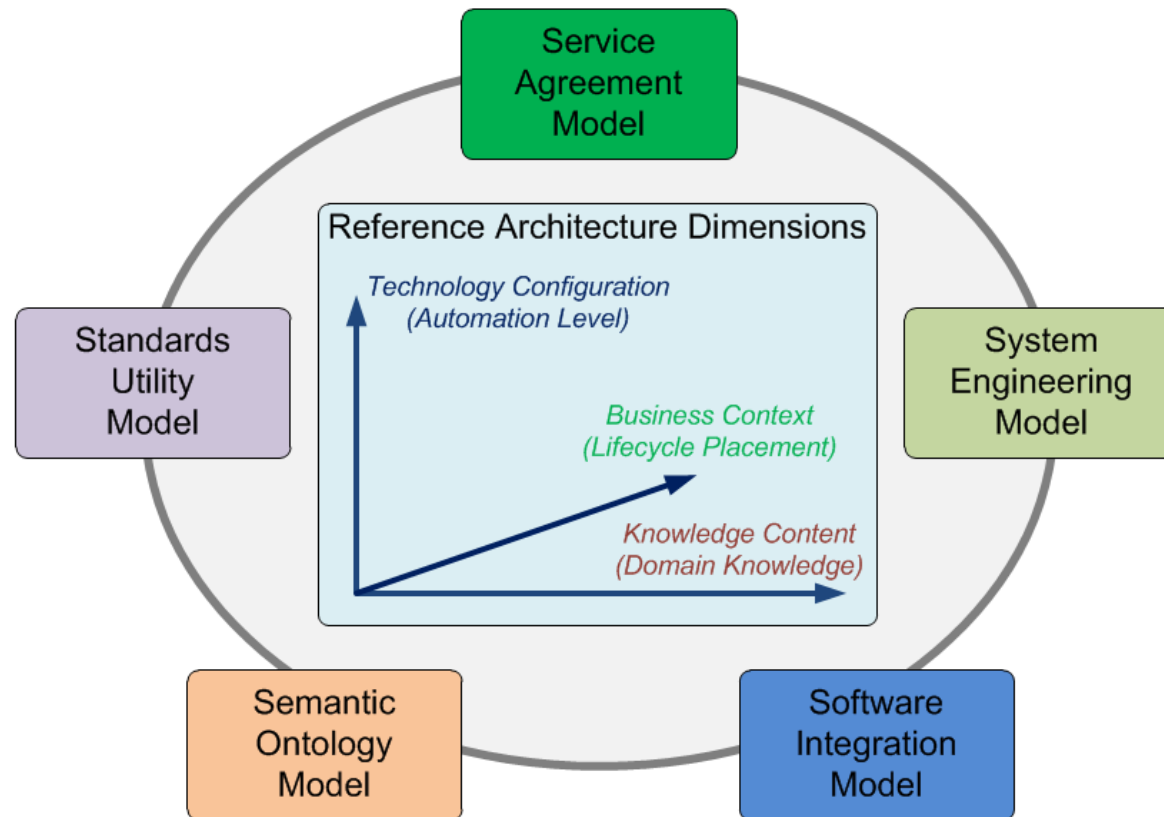 Service
Agreement
Model
Reference Architecture Dimensions
Technology Configuration
(Automation Level)
Standards
Utility
Model
System
Engineering
Model
Business Context
(Lifecycle Placement)
Knowledge Content
(Domain Knowledge)
Semantic
Ontology
Model
Software
Integration
Model